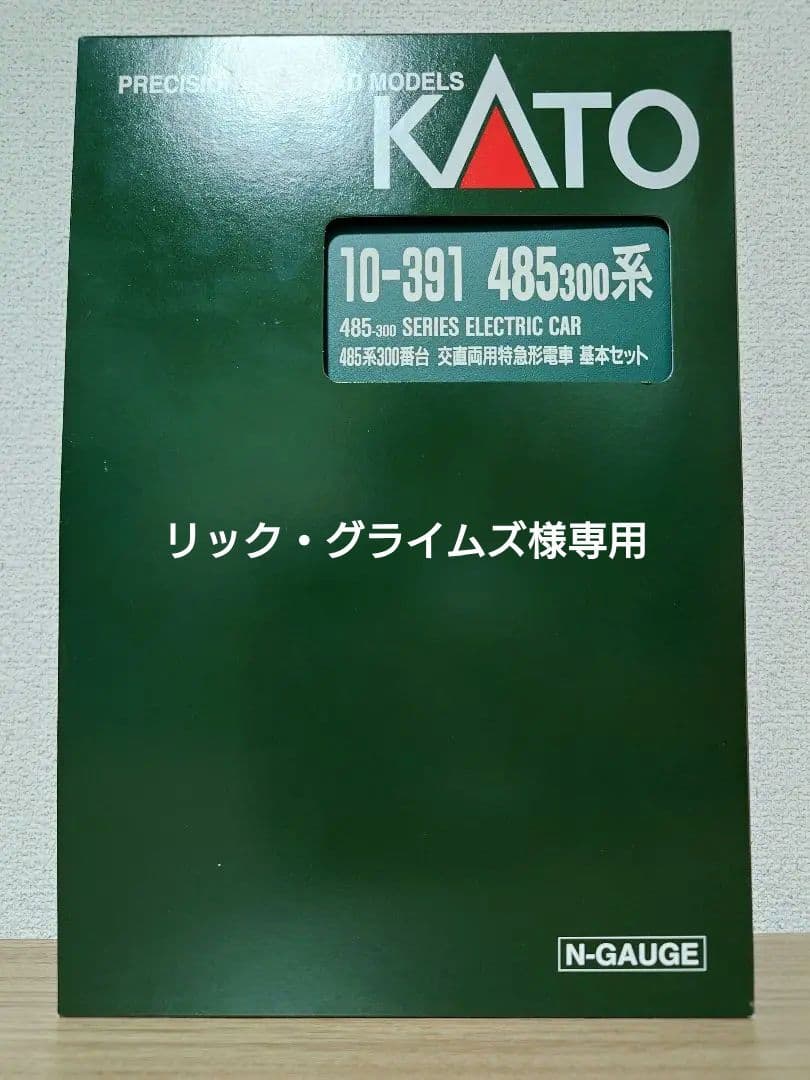 PRECISION RAILROAD MODELS
KATO
10-391 485300系
485-300 SERIES ELECTRIC CAR
485系300番台 交直両用特急形電車 基本セット
リック・グライムズ様専用
N-GAUGE